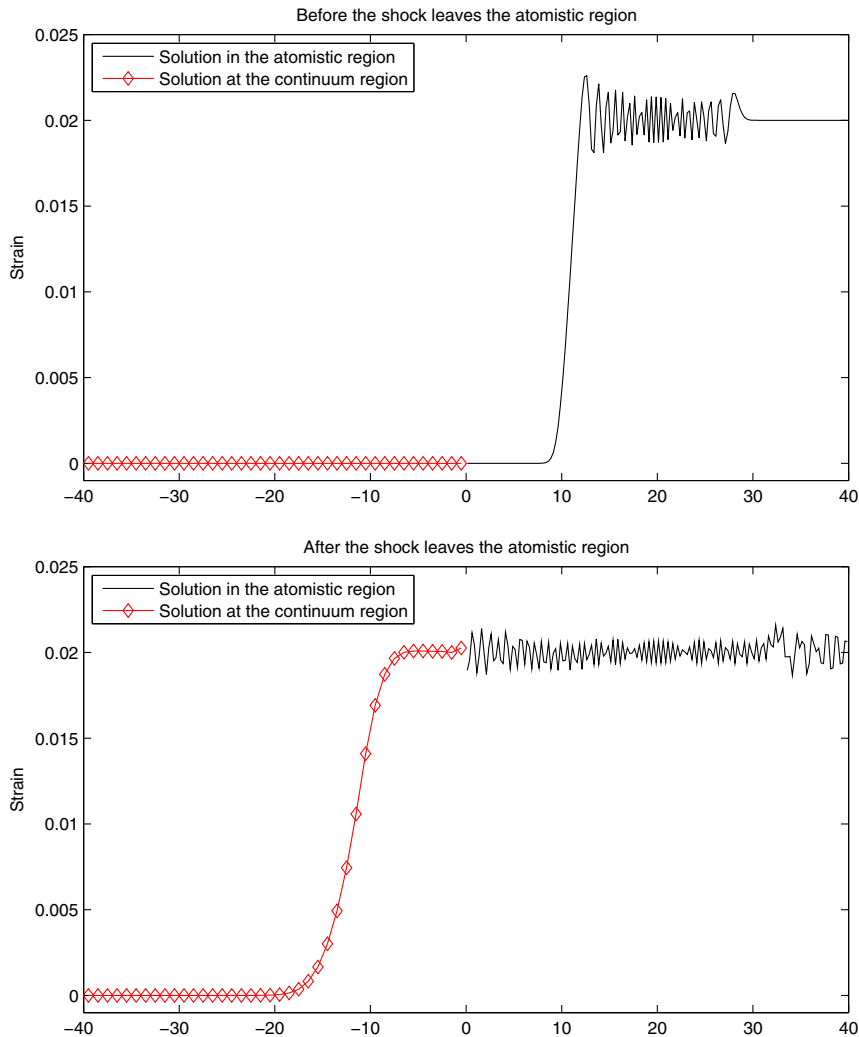 Before the shock leaves the atomistic region
0.025
Solution in the atomistic region
Solution at the continuum region
0.02
0.015
Strain
0.01
0.005
0
−40 −30 −20 −10 0 10 20 30 40
After the shock leaves the atomistic region
0.025
Solution in the atomistic region
Solution at the continuum region
0.02
0.015
Strain
0.01
0.005
0
−40 −30 −20 −10 0 10 20 30 40